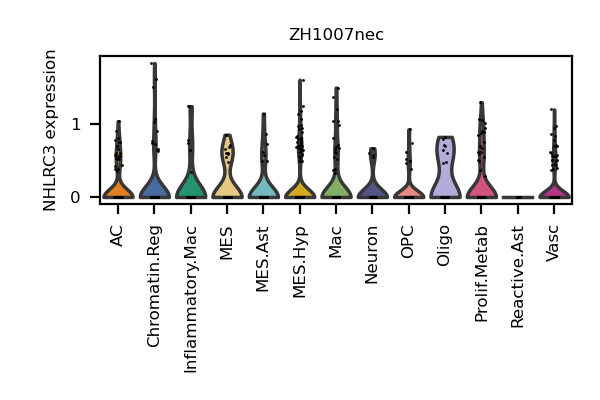 ZH1007nec
NHLRC3 expression
1
0
AC
Chromatin.Reg
Inflammatory.Mac
MES
MES.Ast
MES.Hyp
Mac
Neuron
OPC
Oligo
Prolif.Metab
Reactive.Ast
Vasc